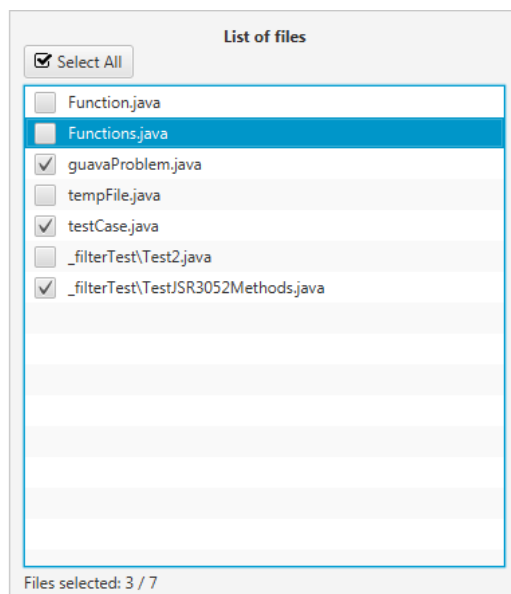 List of files
Select All
Function.java
Functions.java
guavaProblem.java
tempFile.java
testCase.java
_filterTest\Test2.java
_filterTest\TestJSR3052Methods.java
Files selected: 3 / 7